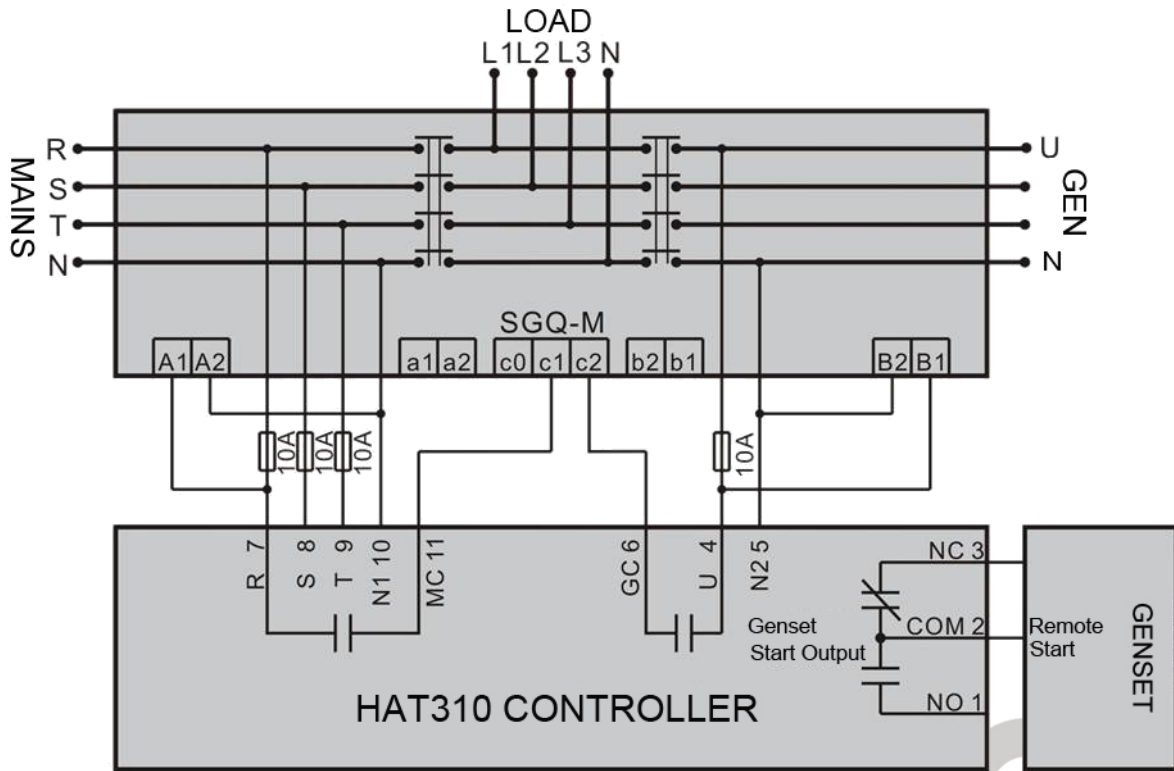 LOAD
L1 L2 L3 N
R
S
T
N
MAINS
U
GEN
N
SGQ-M
A1 A2
a1 a2
c0 c1 c2
b2 b1
B2 B1
10A
10A
10A
10A
R 7
S 8
T 9
N1 10
MC 11
GC 6
U 4
N2 5
NC 3
COM 2
NO 1
Genset
Start Output
Remote
Start
GENSET
HAT310 CONTROLLER